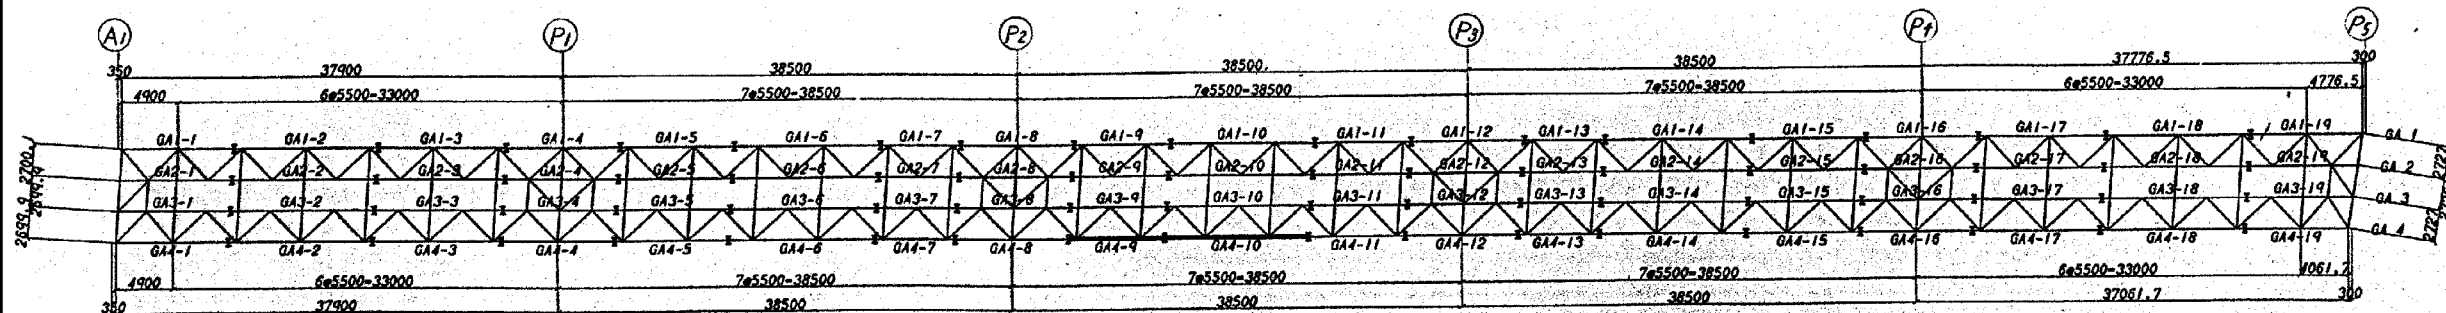 A1 P1 P2 P3 P4 P5
350 37900 38500 38500 38500 37776.5 300
4900 6@5500=33000 7@5500=38500 7@5500=38500 7@5500=38500 6@5500=33000 4776.5
GA1-1 GA1-2 GA1-3 GA1-4 GA1-5 GA1-6 GA1-7 GA1-8 GA1-9 GA1-10 GA1-11 GA1-12 GA1-13 GA1-14 GA1-15 GA1-16 GA1-17 GA1-18 GA1-19 GA 1
GA2-1 GA2-2 GA2-3 GA2-4 GA2-5 GA2-6 GA2-7 GA2-8 GA2-9 GA2-10 GA2-11 GA2-12 GA2-13 GA2-14 GA2-15 GA2-16 GA2-17 GA2-18 GA2-19 GA 2
GA3-1 GA3-2 GA3-3 GA3-4 GA3-5 GA3-6 GA3-7 GA3-8 GA3-9 GA3-10 GA3-11 GA3-12 GA3-13 GA3-14 GA3-15 GA3-16 GA3-17 GA3-18 GA3-19 GA 3
GA4-1 GA4-2 GA4-3 GA4-4 GA4-5 GA4-6 GA4-7 GA4-8 GA4-9 GA4-10 GA4-11 GA4-12 GA4-13 GA4-14 GA4-15 GA4-16 GA4-17 GA4-18 GA4-19 GA 4
2699.9 2700
4900 6@5500=33000 7@5500=38500 7@5500=38500 7@5500=38500 6@5500=33000 4061.7
350 37900 38500 38500 38500 37061.7 300